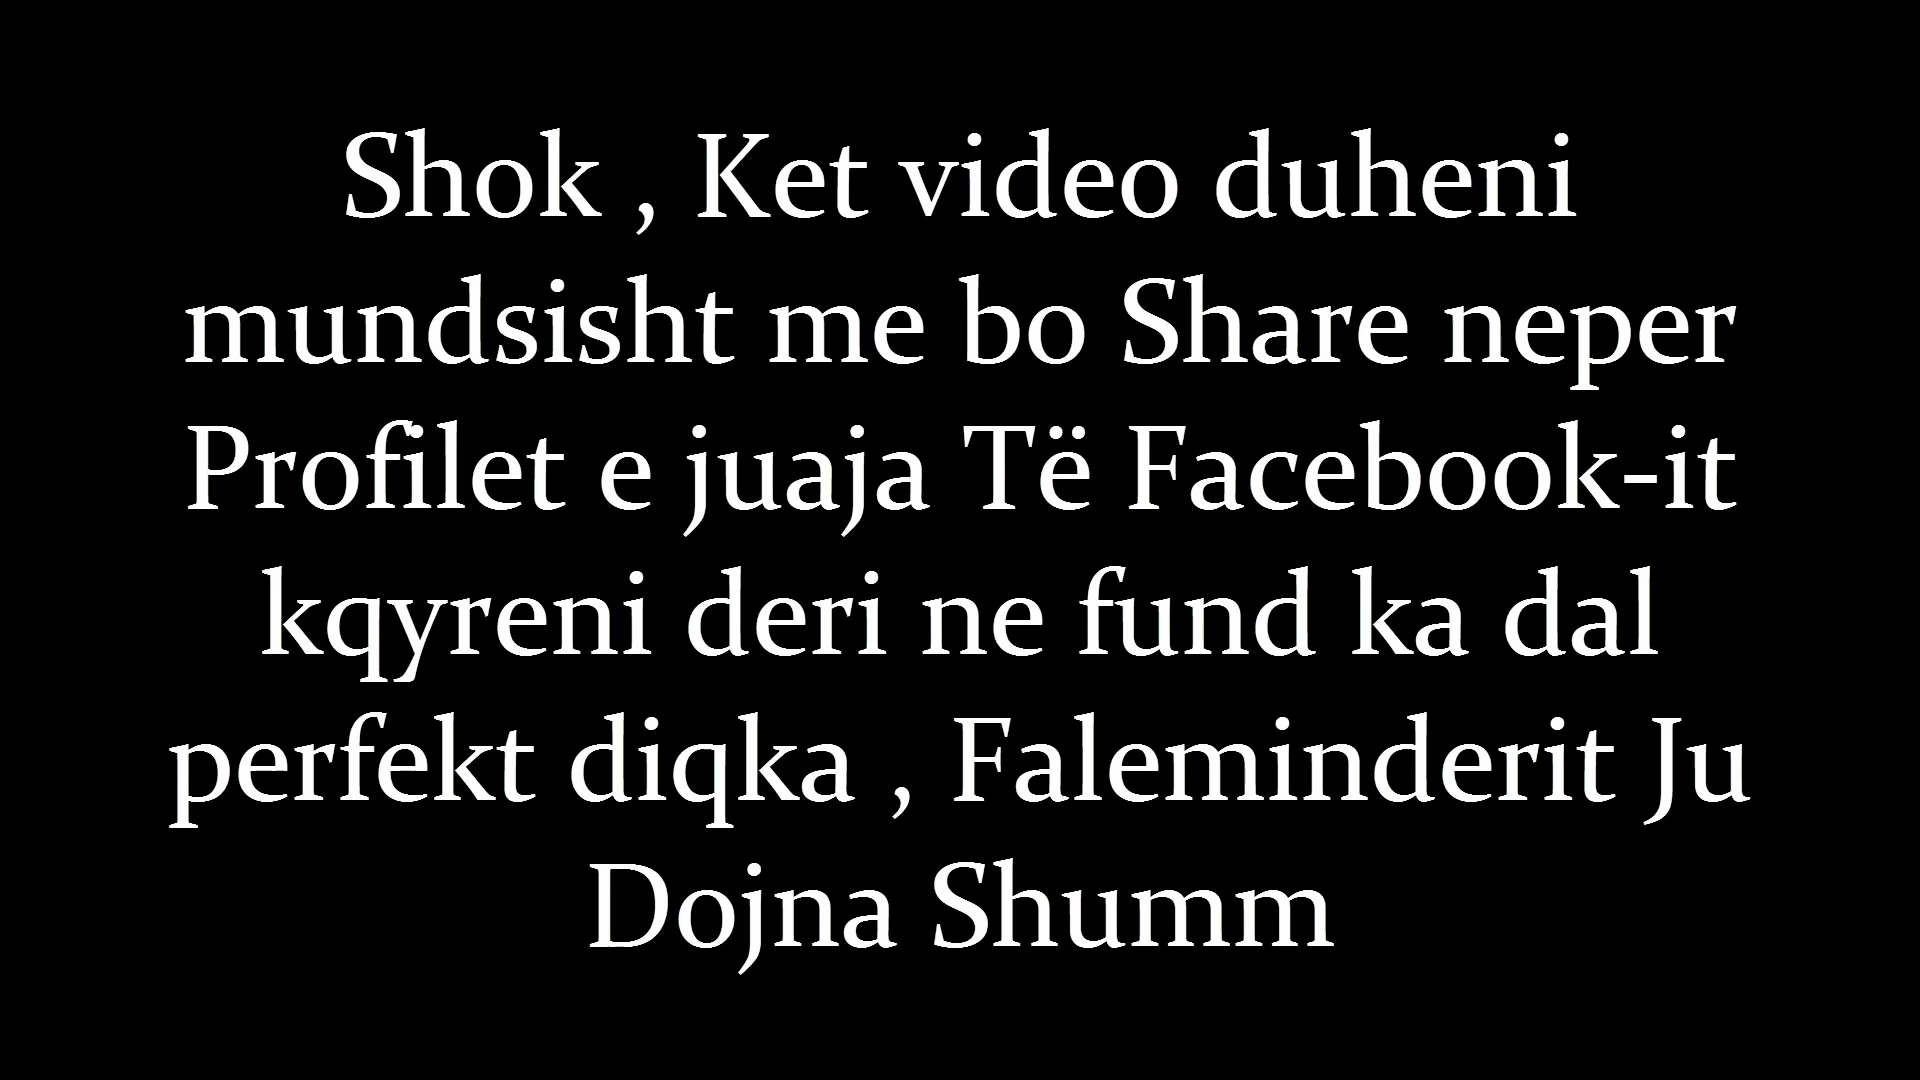 Shok , Ket video duheni
mundsisht me bo Share neper
Profilet e juaja Të Facebook-it
kqyreni deri ne fund ka dal
perfekt diqka , Faleminderit Ju
Dojna Shumm